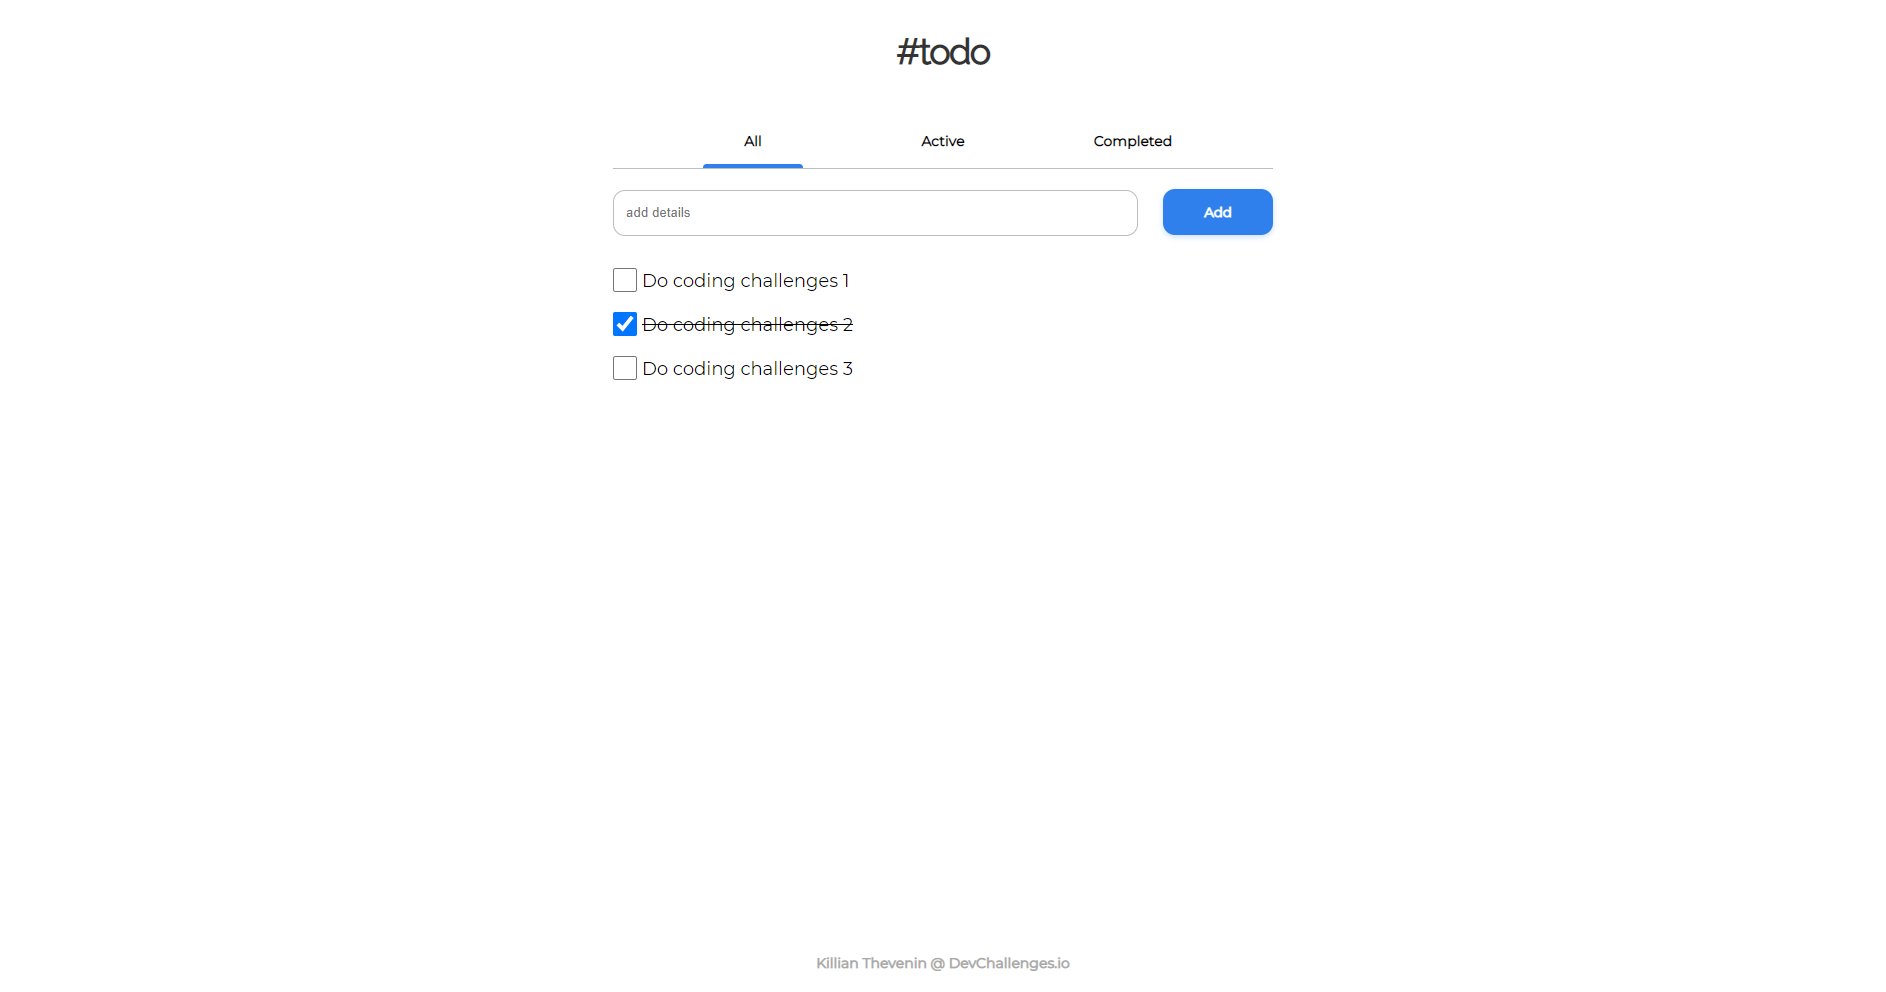 #todo
All Active Completed
add details Add
Do coding challenges 1
Do coding challenges 2
Do coding challenges 3
Killian Thevenin @ DevChallenges.io